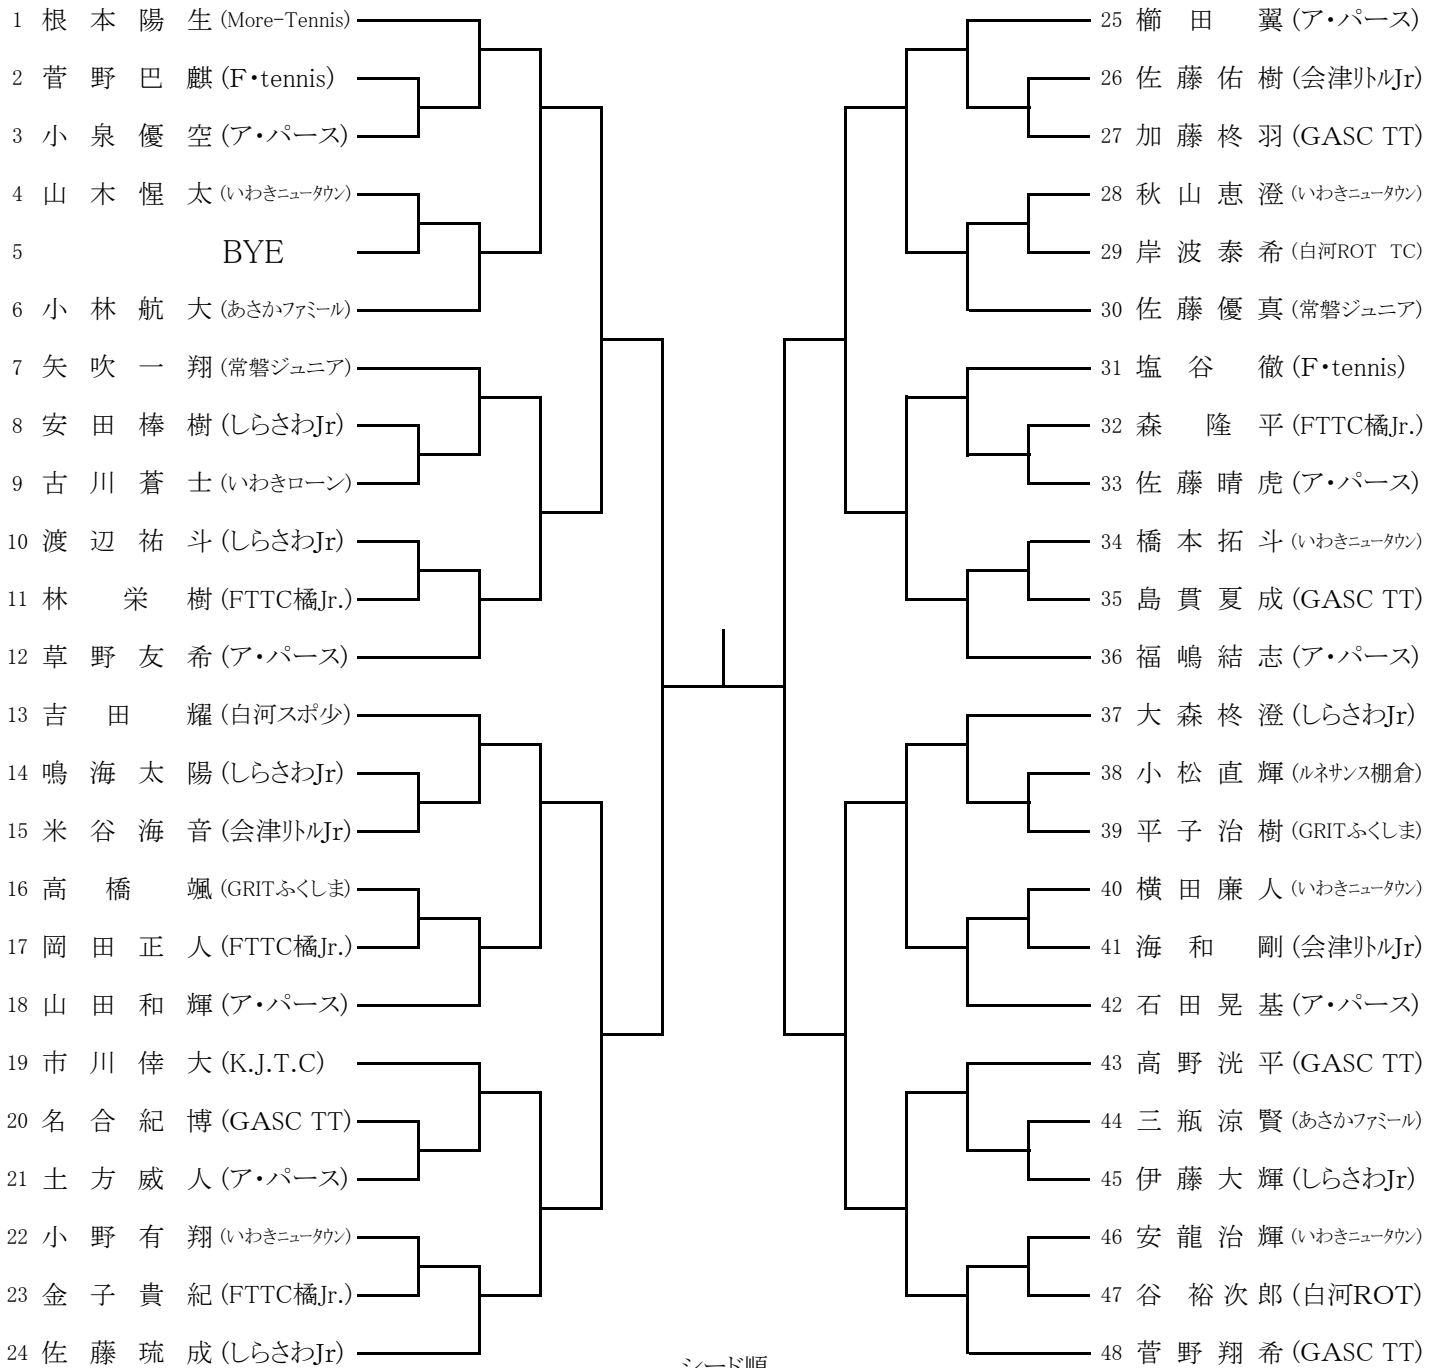 1 根本陽生 (More-Tennis)
2 菅野巴麒 (F・tennis)
3 小泉優空 (ア・パース)
4 山木惺太 (いわきニュータウン)
5 BYE
6 小林航大 (あさかファミール)
7 矢吹一翔 (常磐ジュニア)
8 安田棒樹 (しらさわJr)
9 古川蒼士 (いわきローン)
10 渡辺祐斗 (しらさわJr)
11 林栄樹 (FTTC橘Jr.)
12 草野友希 (ア・パース)
13 吉田耀 (白河スポ少)
14 鳴海太陽 (しらさわJr)
15 米谷海音 (会津リトルJr)
16 高橋颯 (GRITふくしま)
17 岡田正人 (FTTC橘Jr.)
18 山田和輝 (ア・パース)
19 市川倖大 (K.J.T.C)
20 名合紀博 (GASC TT)
21 土方威人 (ア・パース)
22 小野有翔 (いわきニュータウン)
23 金子貴紀 (FTTC橘Jr.)
24 佐藤琉成 (しらさわJr)
25 櫛田翼 (ア・パース)
26 佐藤佑樹 (会津リトルJr)
27 加藤柊羽 (GASC TT)
28 秋山恵澄 (いわきニュータウン)
29 岸波泰希 (白河ROT TC)
30 佐藤優真 (常磐ジュニア)
31 塩谷徹 (F・tennis)
32 森隆平 (FTTC橘Jr.)
33 佐藤晴虎 (ア・パース)
34 橋本拓斗 (いわきニュータウン)
35 島貫夏成 (GASC TT)
36 福嶋結志 (ア・パース)
37 大森柊澄 (しらさわJr)
38 小松直輝 (ルネサンス棚倉)
39 平子治樹 (GRITふくしま)
40 横田廉人 (いわきニュータウン)
41 海和剛 (会津リトルJr)
42 石田晃基 (ア・パース)
43 高野洸平 (GASC TT)
44 三瓶涼賢 (あさかファミール)
45 伊藤大輝 (しらさわJr)
46 安龍治輝 (いわきニュータウン)
47 谷裕次郎 (白河ROT)
48 菅野翔希 (GASC TT)
シード順